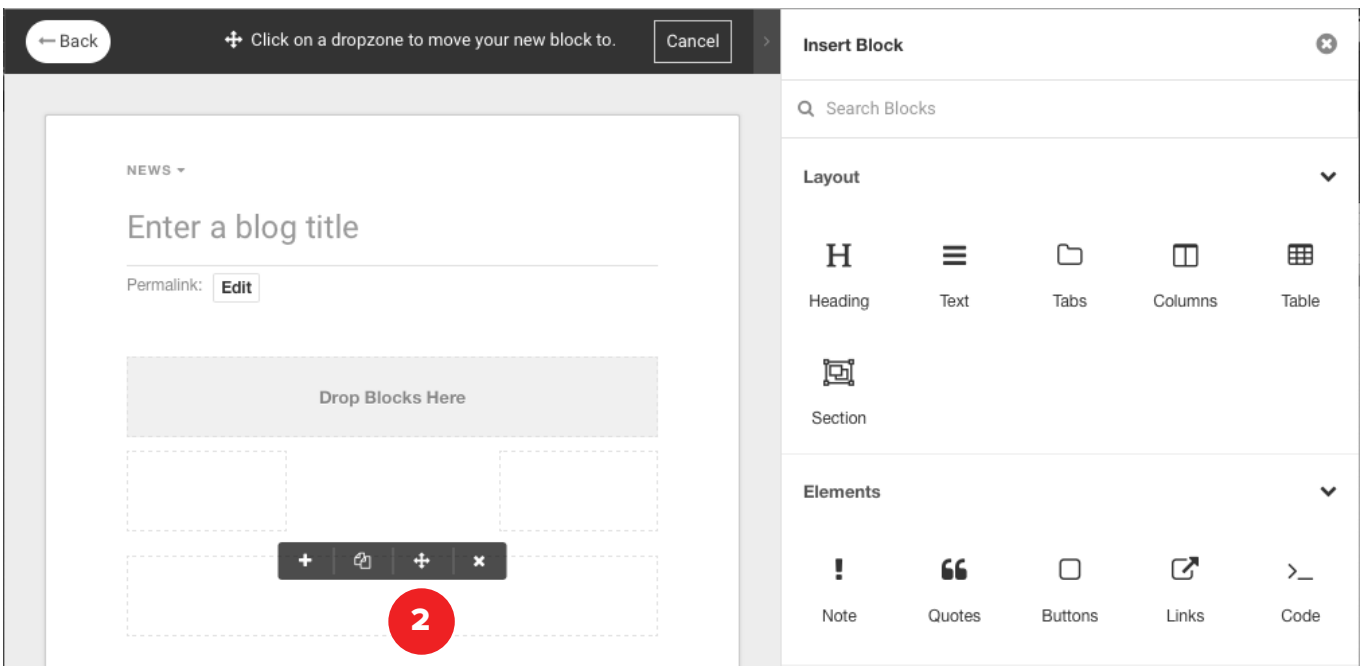 Back
Click on a dropzone to move your new block to.
Cancel
NEWS
Enter a blog title
Permalink: Edit
Drop Blocks Here
2
Insert Block
Search Blocks
Layout
Heading Text Tabs Columns Table
Section
Elements
Note Quotes Buttons Links Code